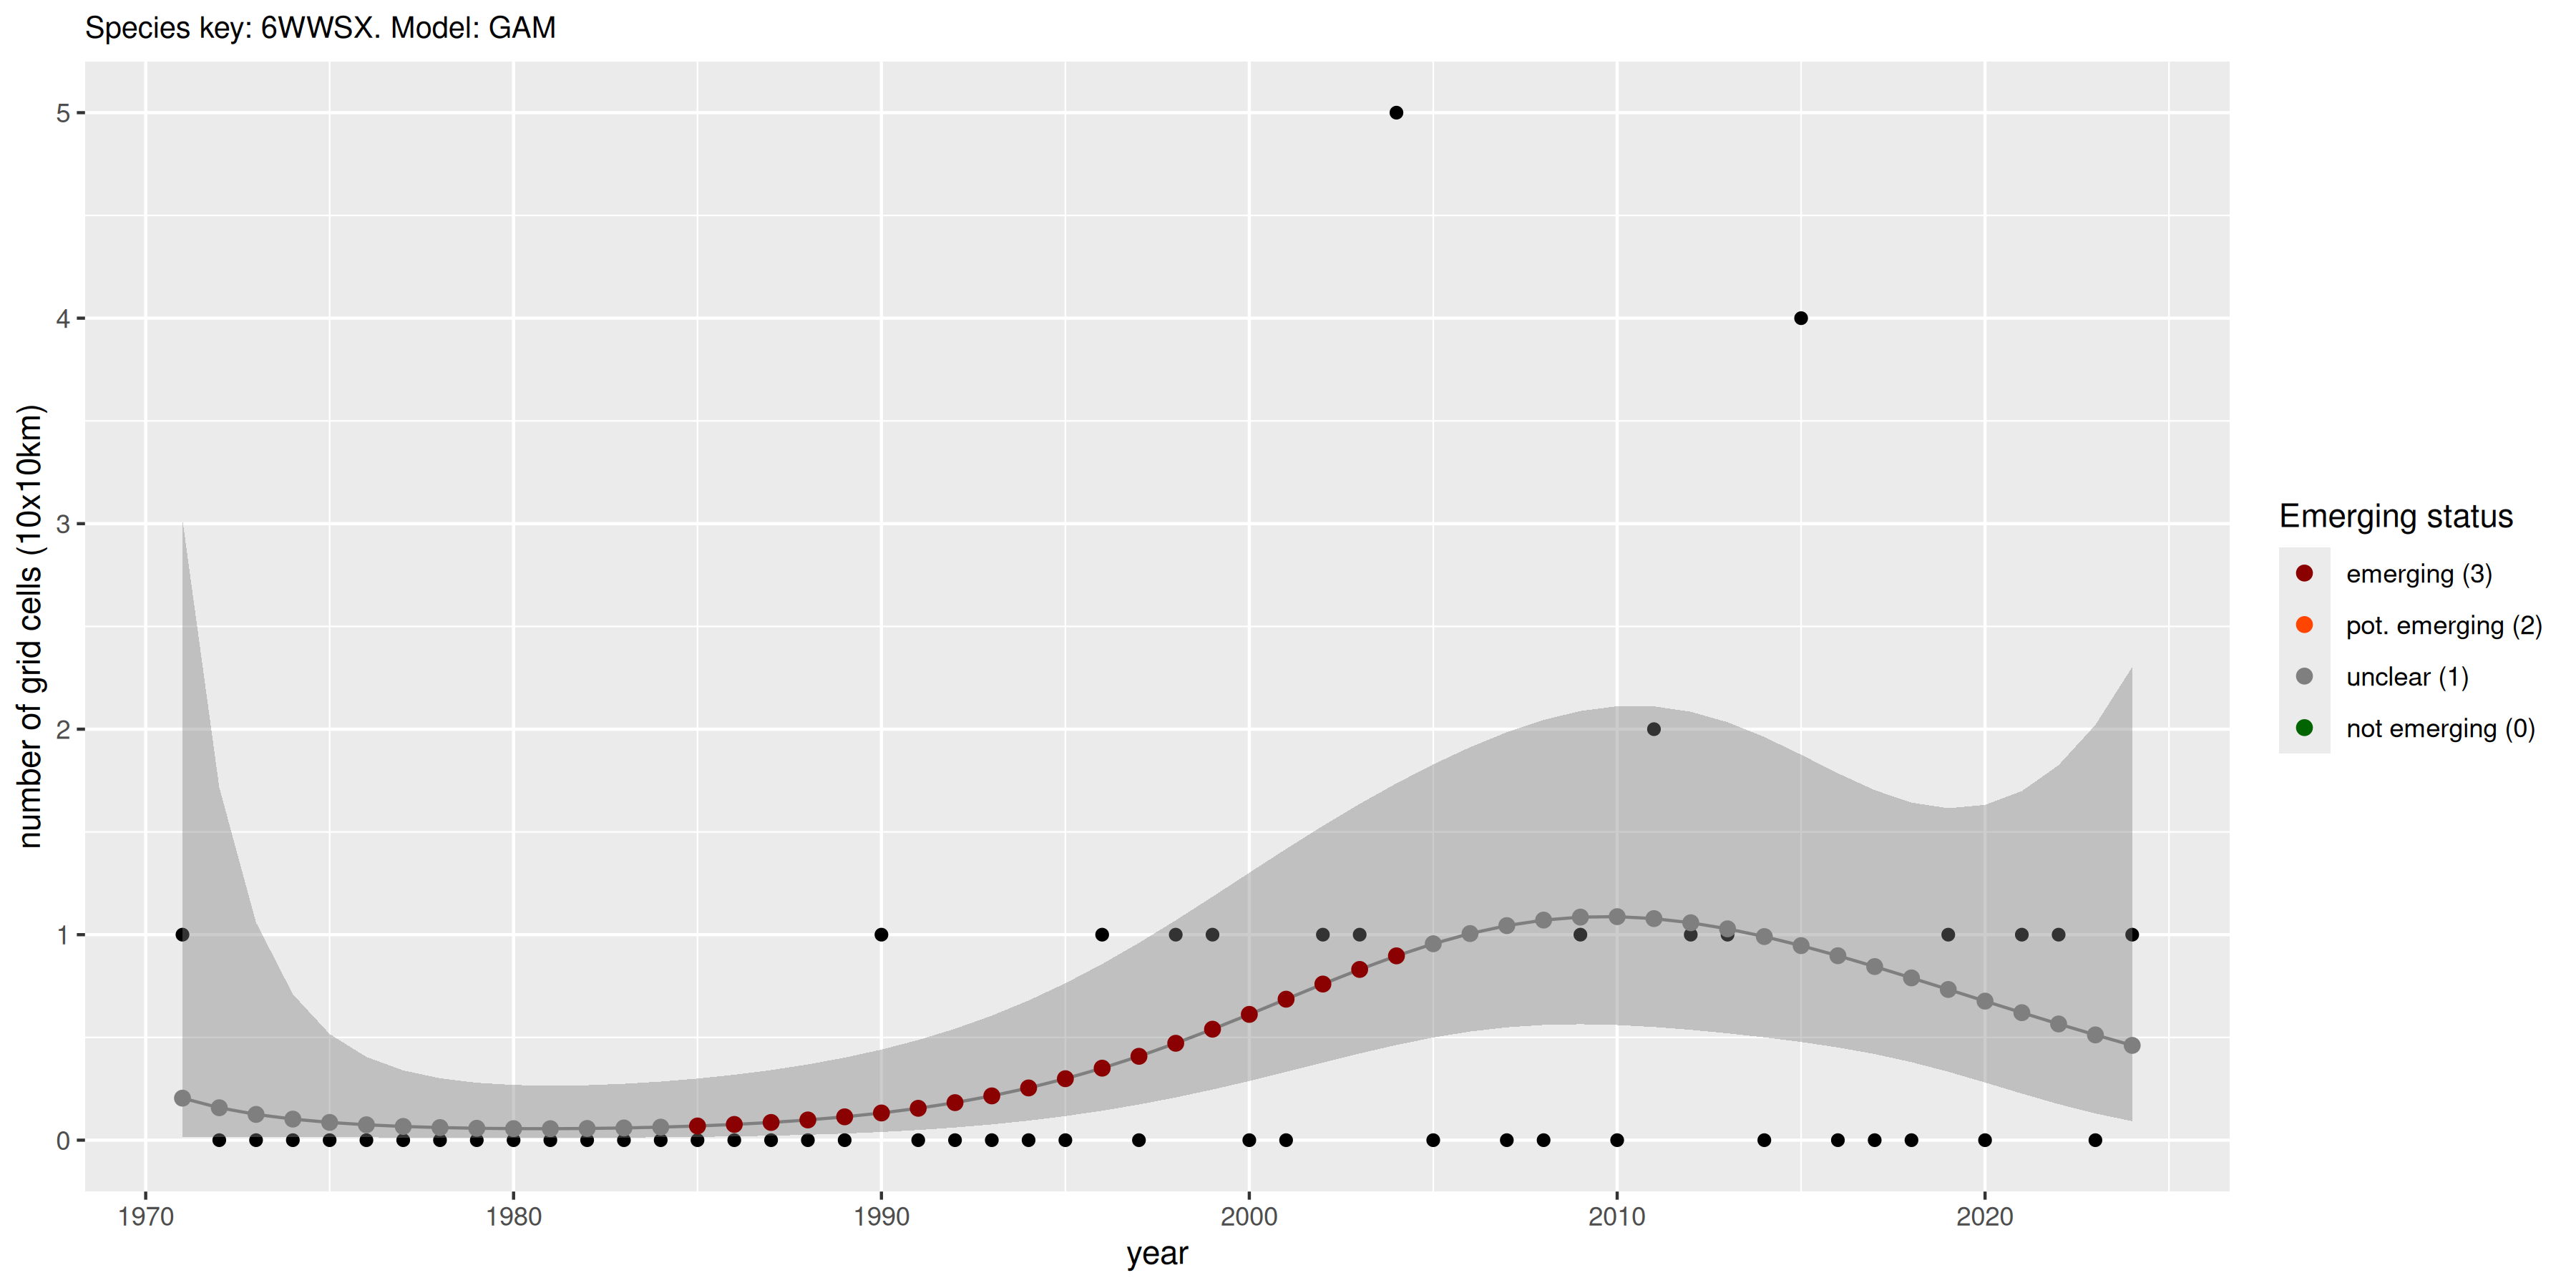 Species key: 6WWSX. Model: GAM
number of grid cells (10x10km)
5
4
3
2
1
0
1970 1980 1990 2000 2010 2020
year
Emerging status
emerging (3)
pot. emerging (2)
unclear (1)
not emerging (0)